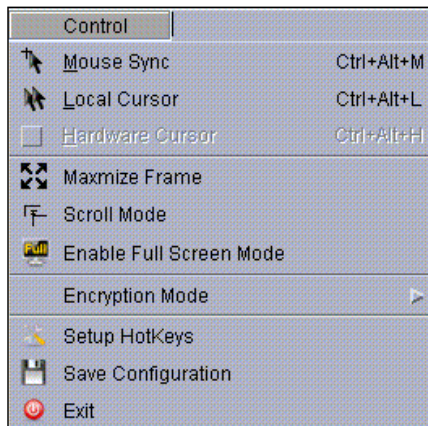 Control
Mouse Sync Ctrl+Alt+M
Local Cursor Ctrl+Alt+L
Hardware Cursor Ctrl+Alt+H
Maxmize Frame
Scroll Mode
Full Enable Full Screen Mode
Encryption Mode
Setup HotKeys
Save Configuration
Exit